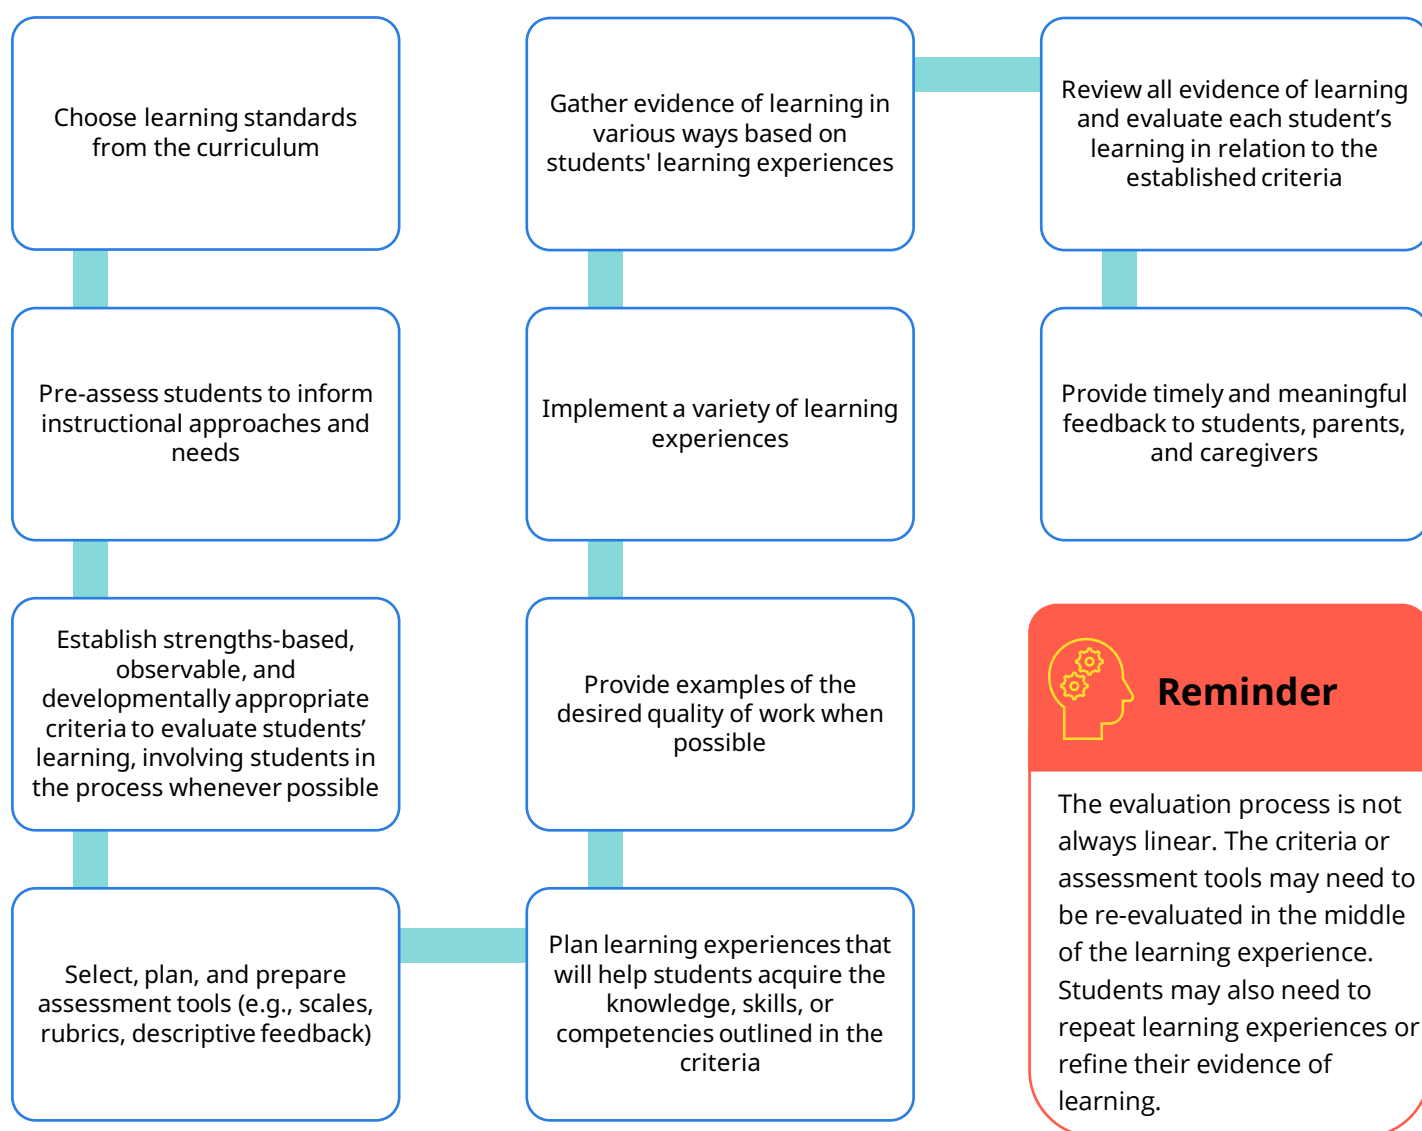 Choose learning standards
from the curriculum
Pre-assess students to inform
instructional approaches and
needs
Establish strengths-based,
observable, and
developmentally appropriate
criteria to evaluate students’
learning, involving students in
the process whenever possible
Select, plan, and prepare
assessment tools (e.g., scales,
rubrics, descriptive feedback)
Plan learning experiences that
will help students acquire the
knowledge, skills, or
competencies outlined in the
criteria
Provide examples of the
desired quality of work when
possible
Implement a variety of learning
experiences
Gather evidence of learning in
various ways based on
students' learning experiences
Review all evidence of learning
and evaluate each student’s
learning in relation to the
established criteria
Provide timely and meaningful
feedback to students, parents,
and caregivers
Reminder
The evaluation process is not
always linear. The criteria or
assessment tools may need to
be re-evaluated in the middle
of the learning experience.
Students may also need to
repeat learning experiences or
refine their evidence of
learning.